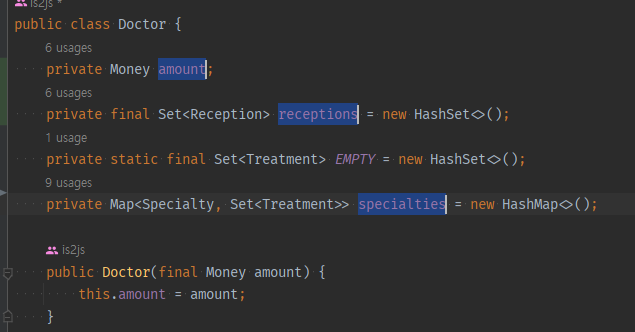 is2js *
public class Doctor {
6 usages
private Money amount;
6 usages
private final Set<Reception> receptions = new HashSet<>();
1 usage
private static final Set<Treatment> EMPTY = new HashSet<>();
9 usages
private Map<Specialty, Set<Treatment>> specialties = new HashMap<>();
is2js
public Doctor(final Money amount) {
this.amount = amount;
}